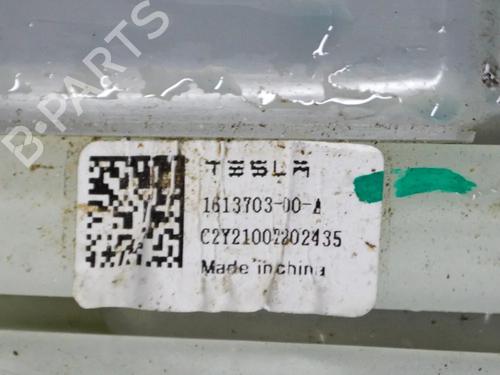 B-PARTS
TESLA
1613703-00-A
C2Y21007202435
Made in china